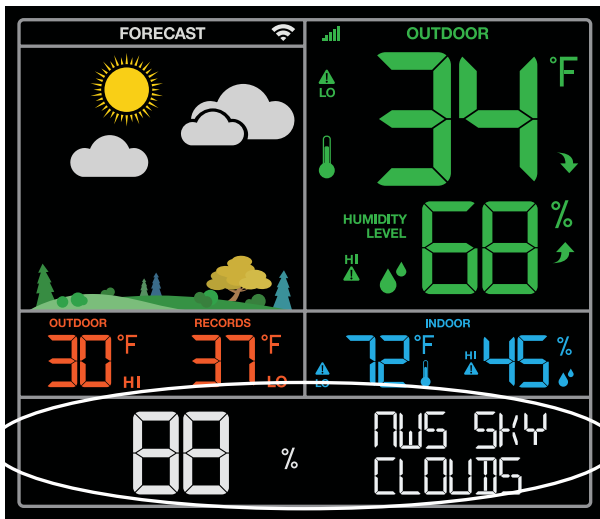 FORECAST
OUTDOOR
LO
34 °F
HUMIDITY
LEVEL
HI
68 %
OUTDOOR RECORDS
30 °F HI 37 °F LO
INDOOR
LO 72 °F HI 45 %
88 %
NWS SKY
CLOUDS